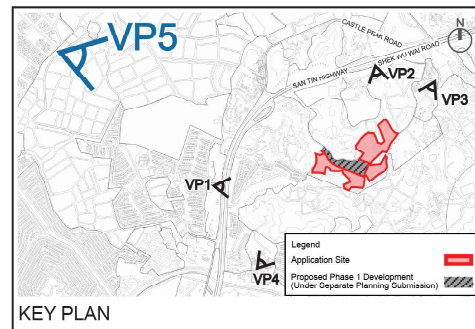 VP5
CASTLE PEAK ROAD
N
SHEK WU WAI ROAD
SAN TIN HIGHWAY
VP2
VP3
VP1
VP4
Legend
Application Site
Proposed Phase 1 Development
(Under Separate Planning Submission)
KEY PLAN